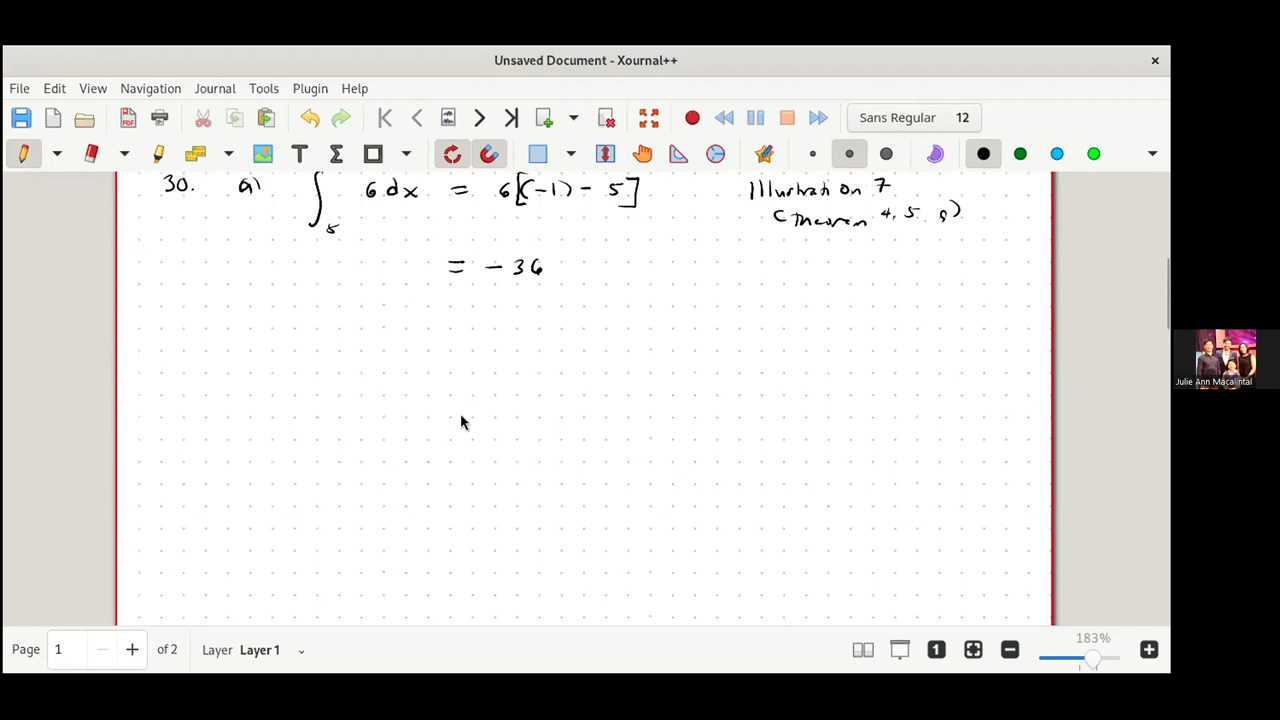 Unsaved Document - Xournal++
File Edit View Navigation Journal Tools Plugin Help
Sans Regular 12
30. a) ∫₅ 6 dx = 6[(-1) - 5]
Illustration 7
(Theorem 4.5.9)
= -36
Julie Ann Macalintal
Page 1 of 2 Layer Layer 1
183%